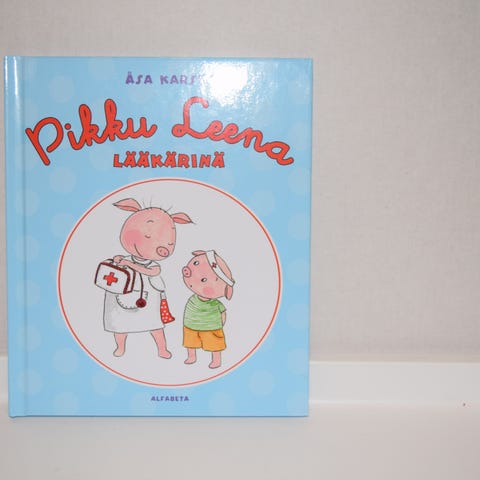 ÅSA
Pikku Leena
LÄÄKÄRINÄ
ALFABETA